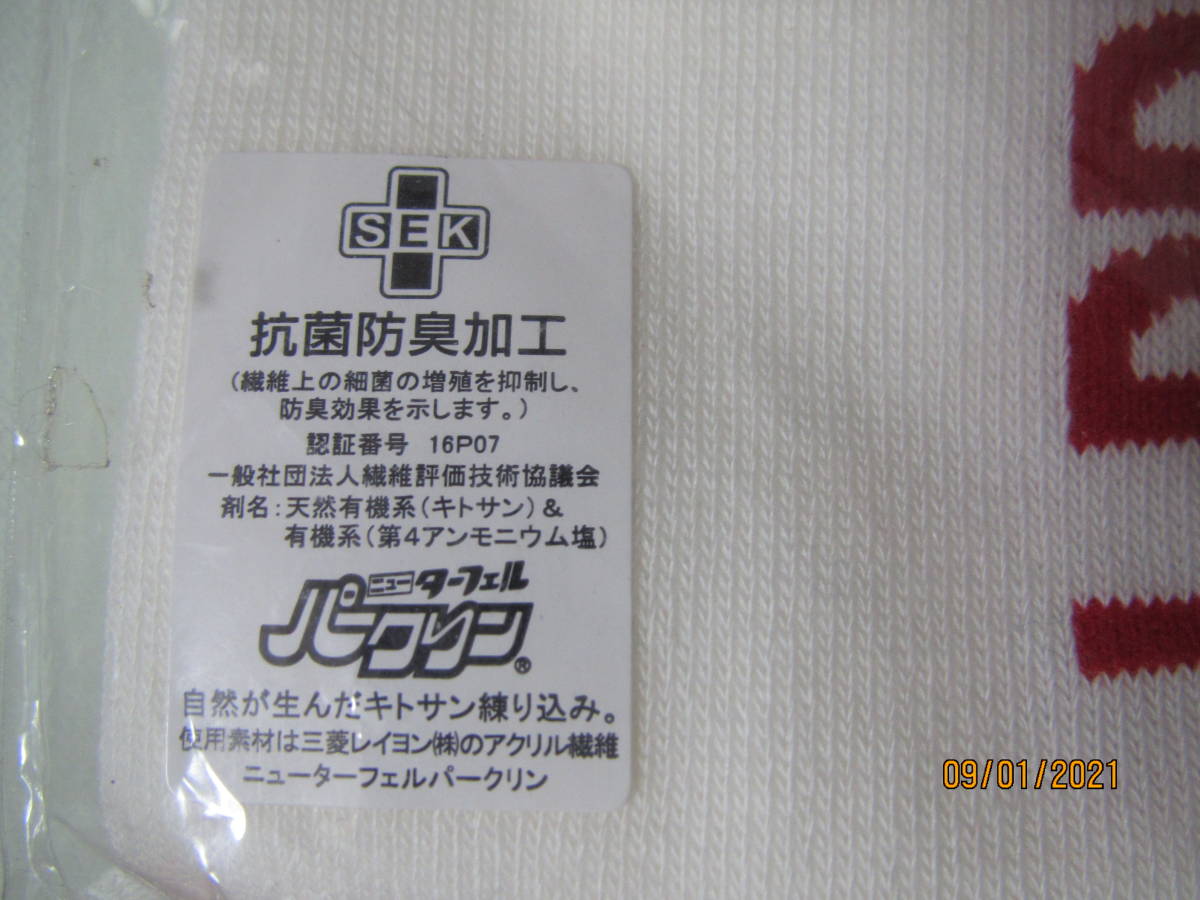 SEK
抗菌防臭加工
(繊維上の細菌の増殖を抑制し、
防臭効果を示します。)
認証番号 16P07
一般社団法人繊維評価技術協議会
剤名:天然有機系(キトサン)&
有機系(第4アンモニウム塩)
ニューターフェル
パークリン®
自然が生んだキトサン練り込み。
使用素材は三菱レイヨン㈱のアクリル繊維
ニューターフェルパークリン
09/01/2021